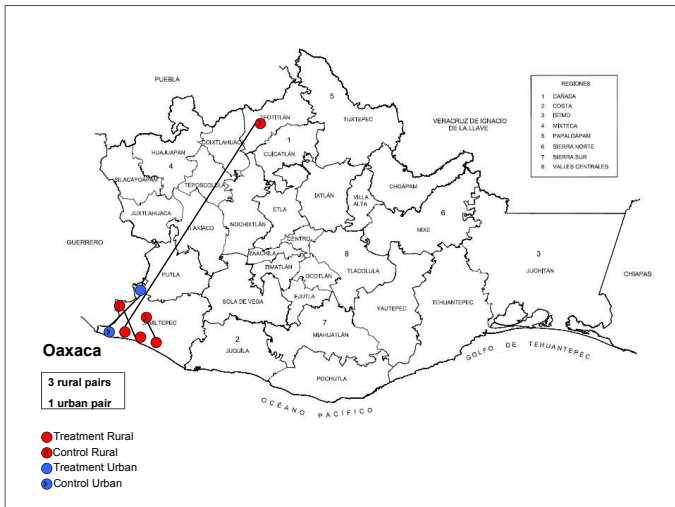 PUEBLA
5
TEOTITLÁN
TUXTEPEC
VERACRUZ DE IGNACIO
DE LA LLAVE
REGIONES
1 CAÑADA
2 COSTA
3 ISTMO
4 MIXTECA
5 PAPALOÁPAM
6 SIERRA NORTE
7 SIERRA SUR
8 VALLES CENTRALES
COIXTLAHUACA
1
CUICATLÁN
HUAJUAPAN
4
SILACAYOÁPAM
TEPOSCOLULA
CHOÁPAM
IXTLÁN
VILLA
ALTA
6
MIXE
JUXTLAHUACA
NOCHIXTLÁN
ETLA
TLAXIACO
GUERRERO
CENTRO
ZAACHILA
8
TLACOLULA
3
JUCHITÁN
CHIAPAS
ZIMATLÁN
OCOTLÁN
PUTLA
SOLA DE VEGA
EJUTLA
YAUTEPEC
TEHUANTEPEC
JAMILTEPEC
7
MIAHUATLÁN
2
JUQUILA
POCHUTLA
GOLFO DE TEHUANTEPEC
OCÉANO PACÍFICO
Oaxaca
3 rural pairs
1 urban pair
Treatment Rural
Control Rural
Treatment Urban
Control Urban